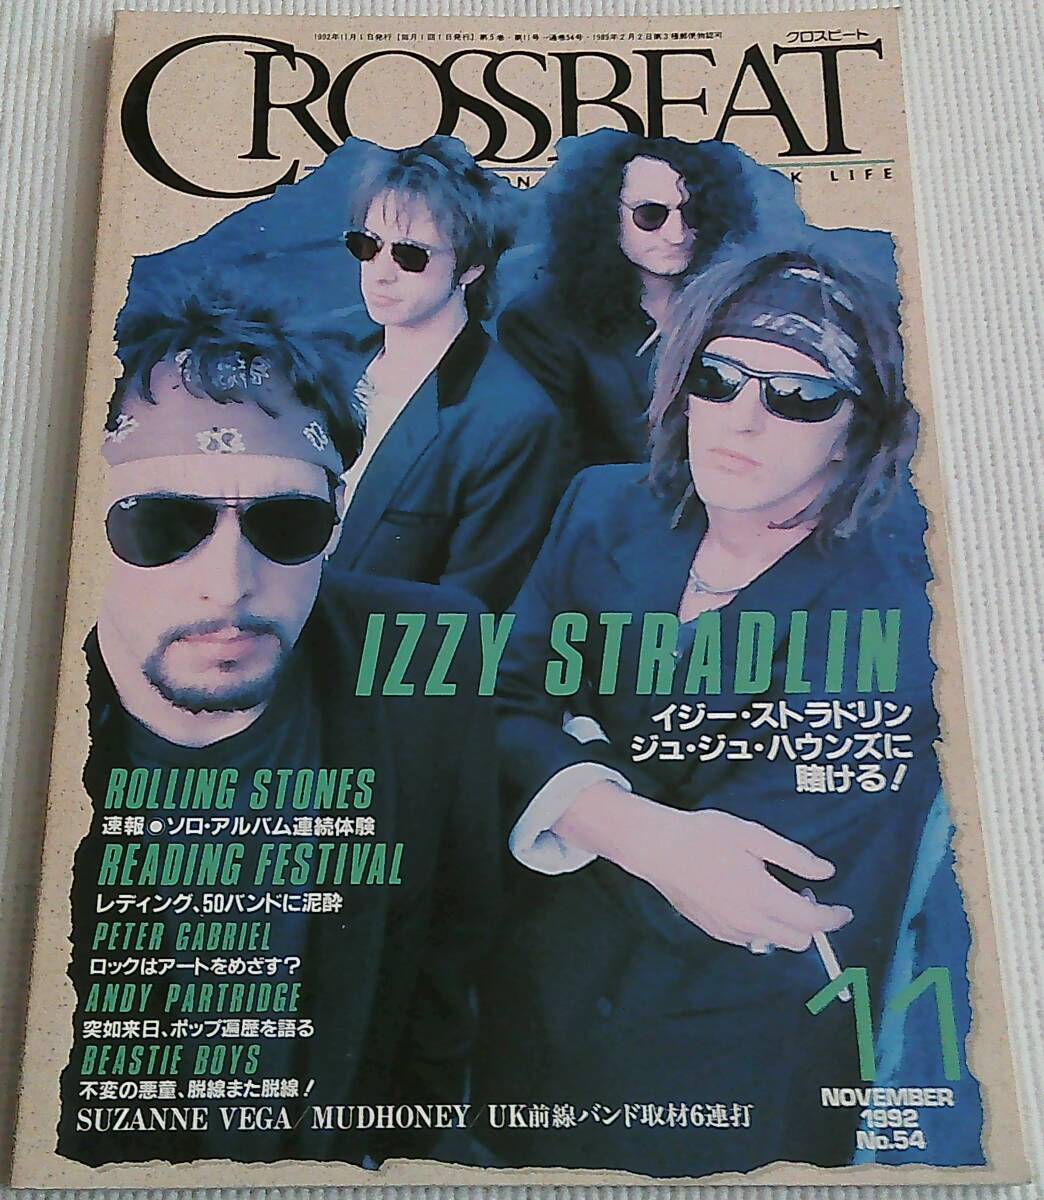 1992年11月1日発行 [毎月1回1日発行] 第5巻・第11号―通巻54号・1989年2月2日第3種郵便物認可
クロスビート
CROSSBEAT
ON K LIFE
IZZY STRADLIN
イジー・ストラドリン
ジュ・ジュ・ハウンズに
賭ける!
ROLLING STONES
速報●ソロ・アルバム連続体験
READING FESTIVAL
レディング、50バンドに泥酔
PETER GABRIEL
ロックはアートをめざす?
ANDY PARTRIDGE
突如来日、ポップ遍歴を語る
BEASTIE BOYS
不変の悪童、脱線また脱線!
SUZANNE VEGA/MUDHONEY/UK前線バンド取材6連打
11
NOVEMBER
1992
No.54